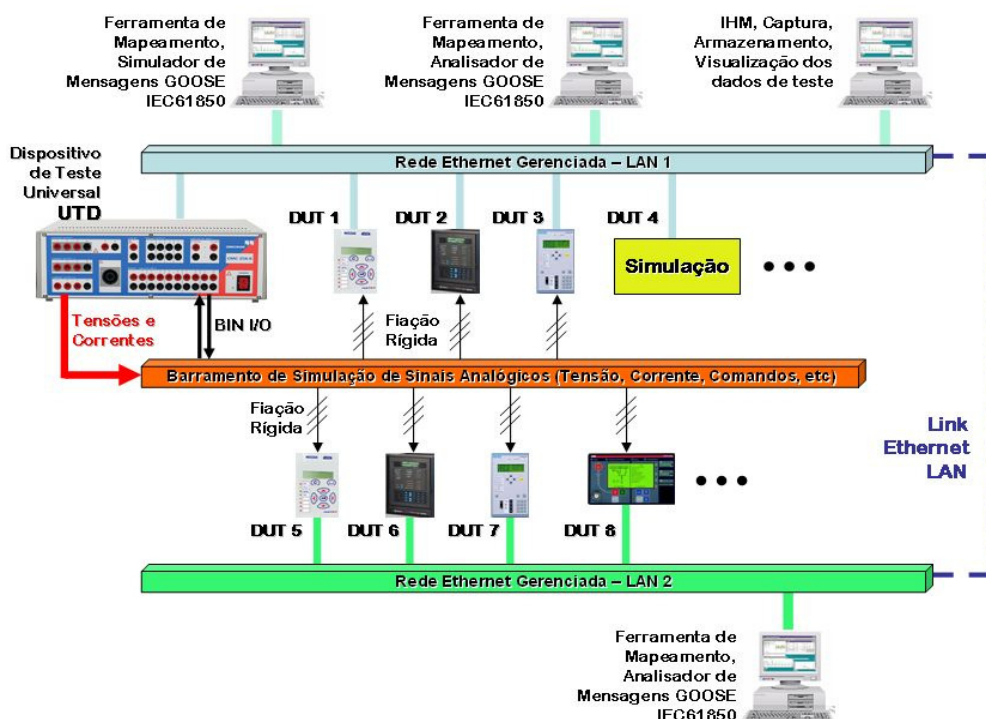 Ferramenta de
Mapeamento,
Simulador de
Mensagens GOOSE
IEC61850
Ferramenta de
Mapeamento,
Analisador de
Mensagens GOOSE
IEC61850
IHM, Captura,
Armazenamento,
Visualização dos
dados de teste
Rede Ethernet Gerenciada – LAN 1
Dispositivo
de Teste
Universal
UTD
DUT 1
DUT 2
DUT 3
DUT 4
Simulação
Tensões e
Correntes
BIN I/O
Fiação
Rígida
Barramento de Simulação de Sinais Analógicos (Tensão, Corrente, Comandos, etc)
Fiação
Rígida
Link
Ethernet
LAN
DUT 5
DUT 6
DUT 7
DUT 8
Rede Ethernet Gerenciada – LAN 2
Ferramenta de
Mapeamento,
Analisador de
Mensagens GOOSE
IEC61850